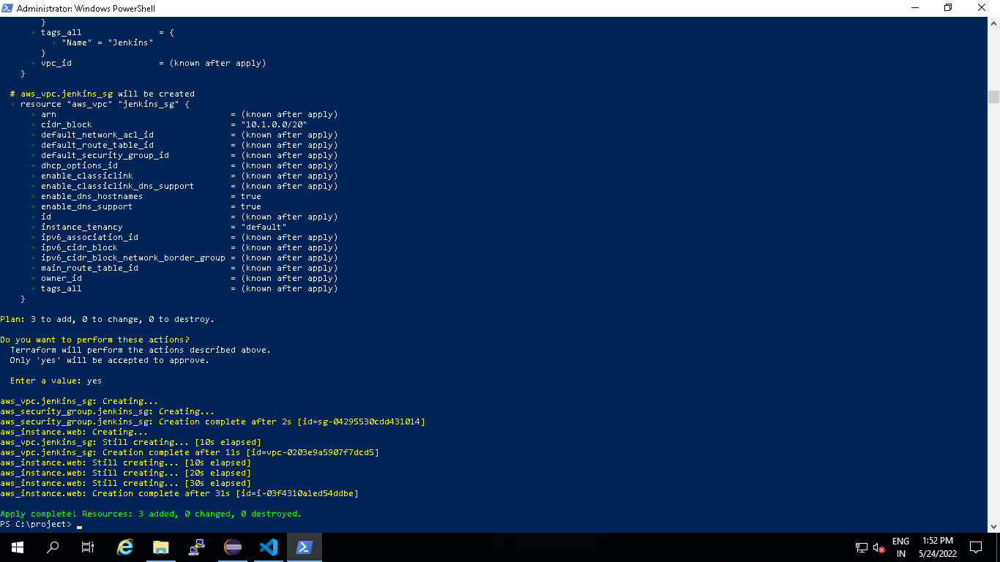 Administrator: Windows PowerShell
}
+ tags_all = {
+ "Name" = "Jenkins"
}
+ vpc_id = (known after apply)
}
# aws_vpc.jenkins_sg will be created
+ resource "aws_vpc" "jenkins_sg" {
+ arn = (known after apply)
+ cidr_block = "10.1.0.0/20"
+ default_network_acl_id = (known after apply)
+ default_route_table_id = (known after apply)
+ default_security_group_id = (known after apply)
+ dhcp_options_id = (known after apply)
+ enable_classiclink = (known after apply)
+ enable_classiclink_dns_support = (known after apply)
+ enable_dns_hostnames = true
+ enable_dns_support = true
+ id = (known after apply)
+ instance_tenancy = "default"
+ ipv6_association_id = (known after apply)
+ ipv6_cidr_block = (known after apply)
+ ipv6_cidr_block_network_border_group = (known after apply)
+ main_route_table_id = (known after apply)
+ owner_id = (known after apply)
+ tags_all = (known after apply)
}
Plan: 3 to add, 0 to change, 0 to destroy.
Do you want to perform these actions?
Terraform will perform the actions described above.
Only 'yes' will be accepted to approve.
Enter a value: yes
aws_vpc.jenkins_sg: Creating...
aws_security_group.jenkins_sg: Creating...
aws_security_group.jenkins_sg: Creation complete after 2s [id=sg-04295530cdd431014]
aws_instance.web: Creating...
aws_vpc.jenkins_sg: Still creating... [10s elapsed]
aws_vpc.jenkins_sg: Creation complete after 11s [id=vpc-0203e9a5907f7dcd5]
aws_instance.web: Still creating... [10s elapsed]
aws_instance.web: Still creating... [20s elapsed]
aws_instance.web: Still creating... [30s elapsed]
aws_instance.web: Creation complete after 31s [id=i-03f4310a1ed54ddbe]
Apply complete! Resources: 3 added, 0 changed, 0 destroyed.
PS C:\project>
ENG
IN
1:52 PM
5/24/2022